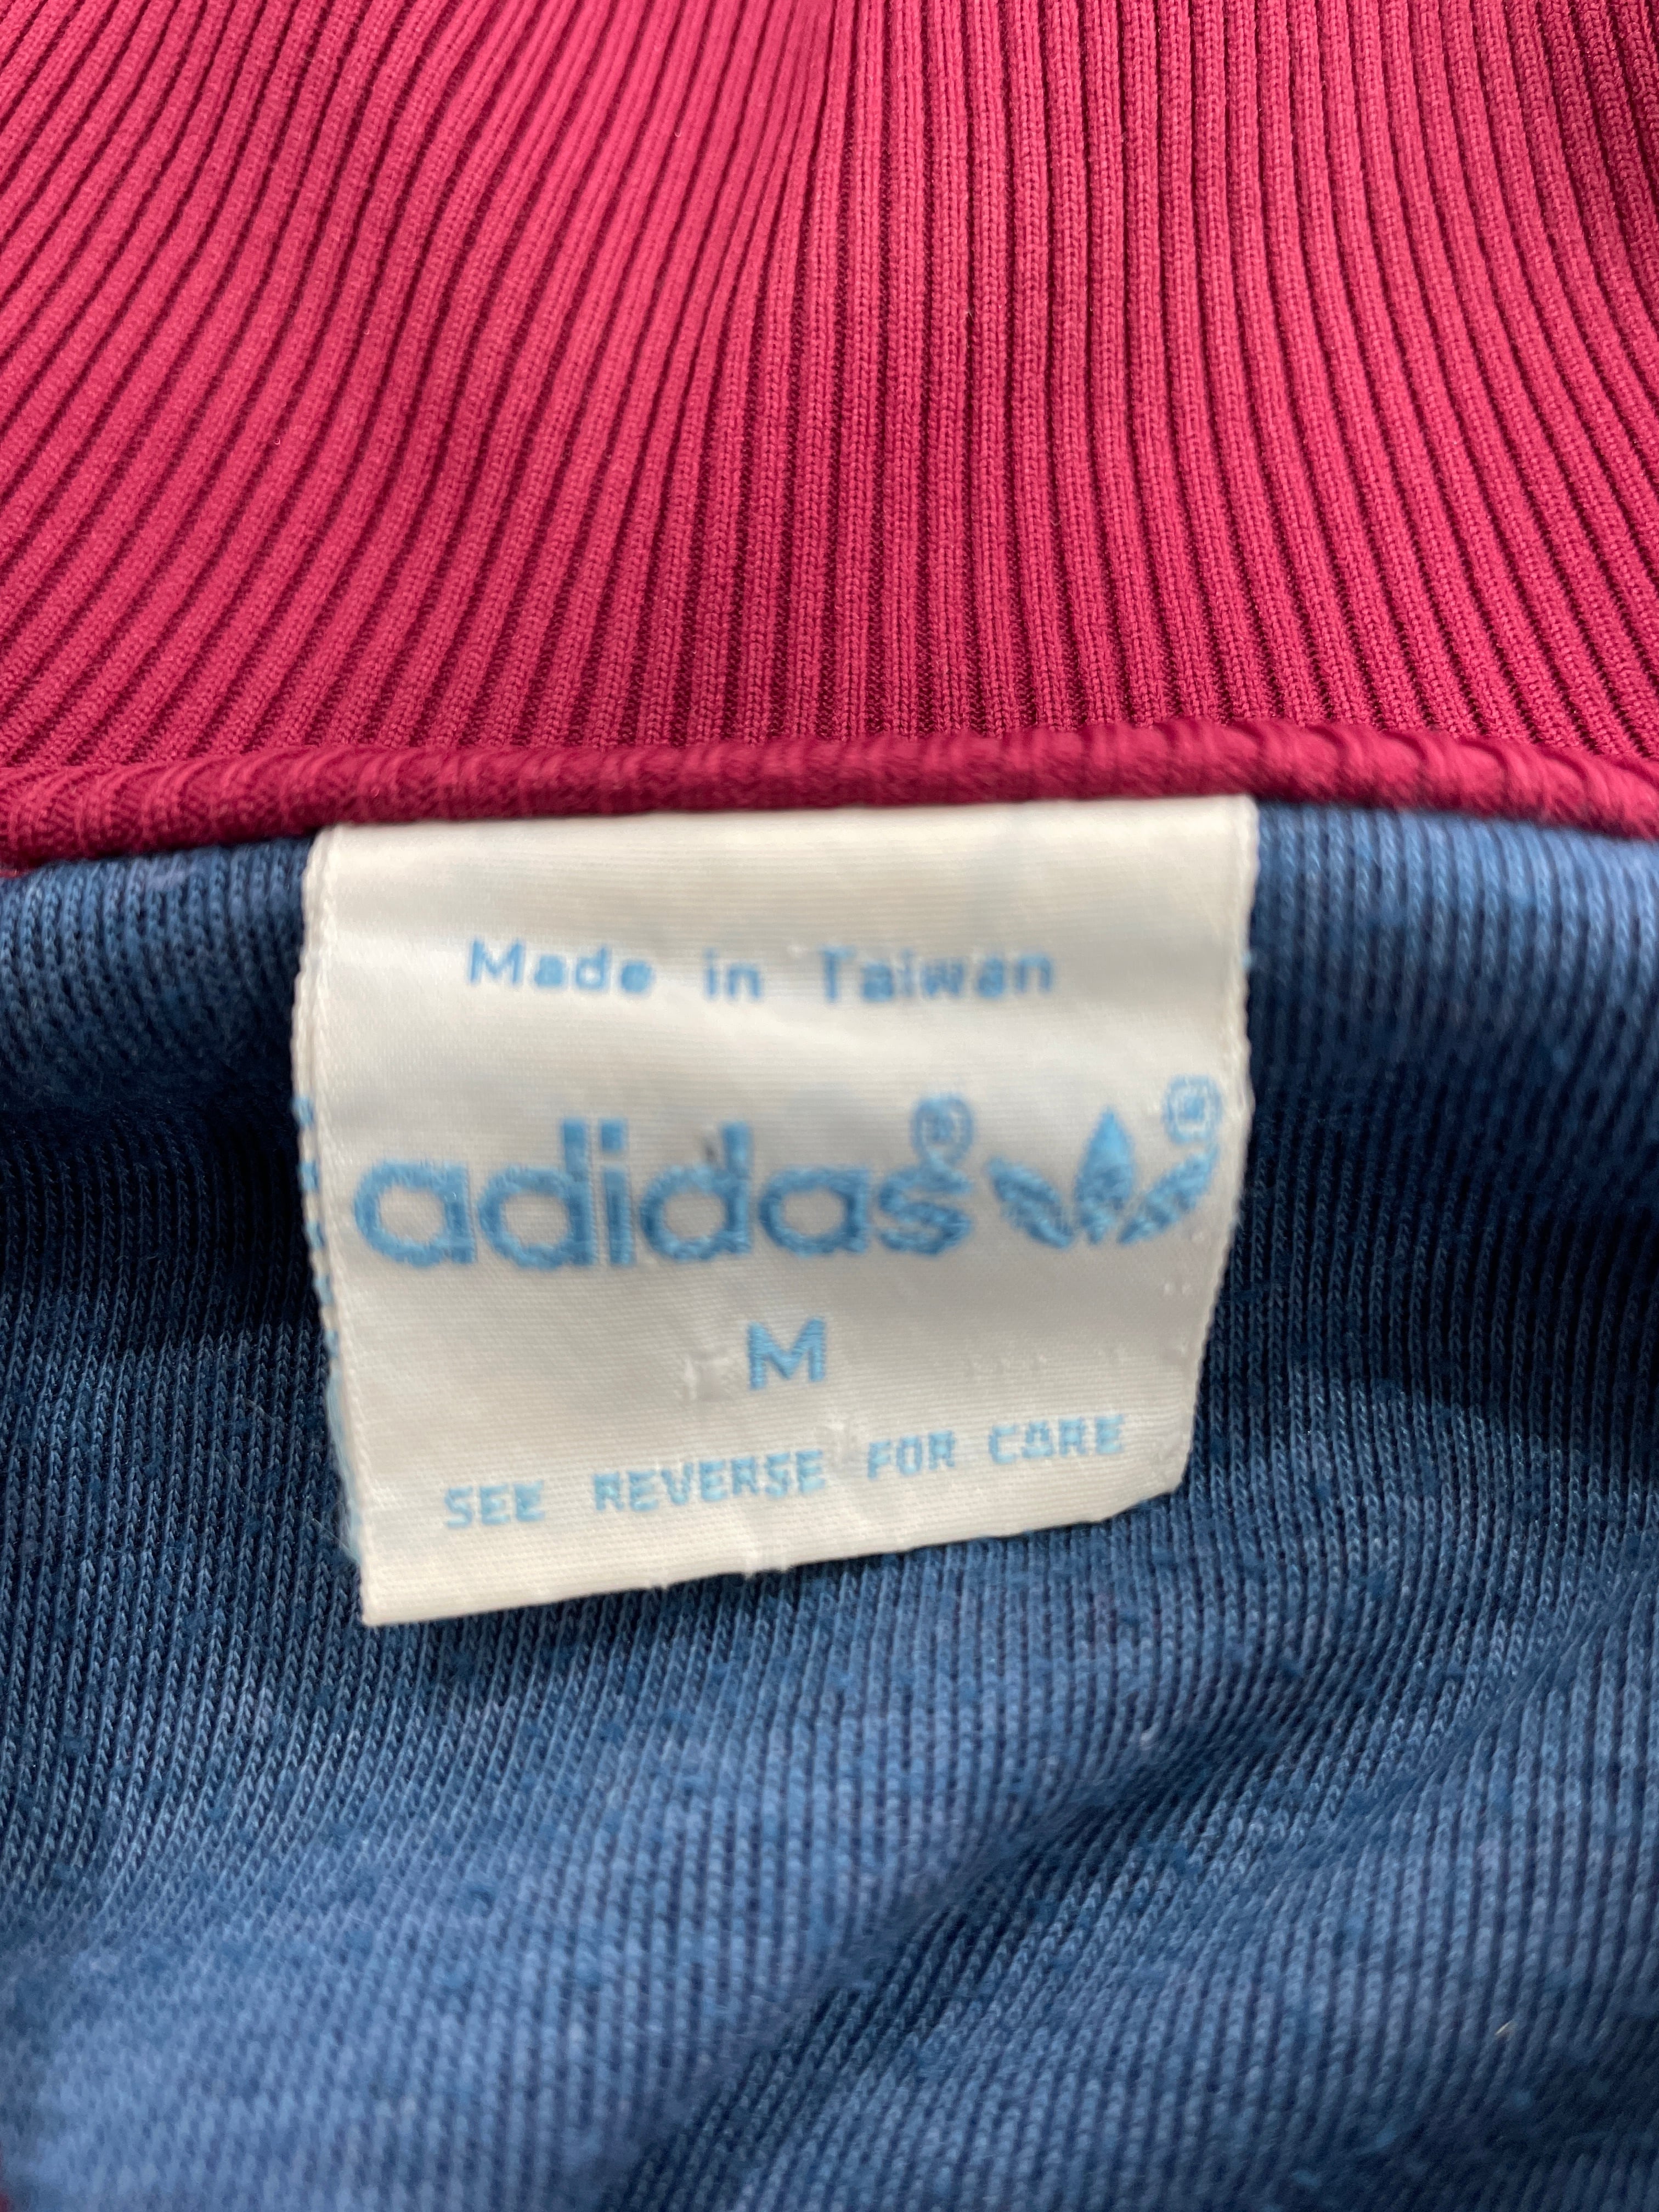 Made in Taiwan
adidas® ®
M
SEE REVERSE FOR CARE